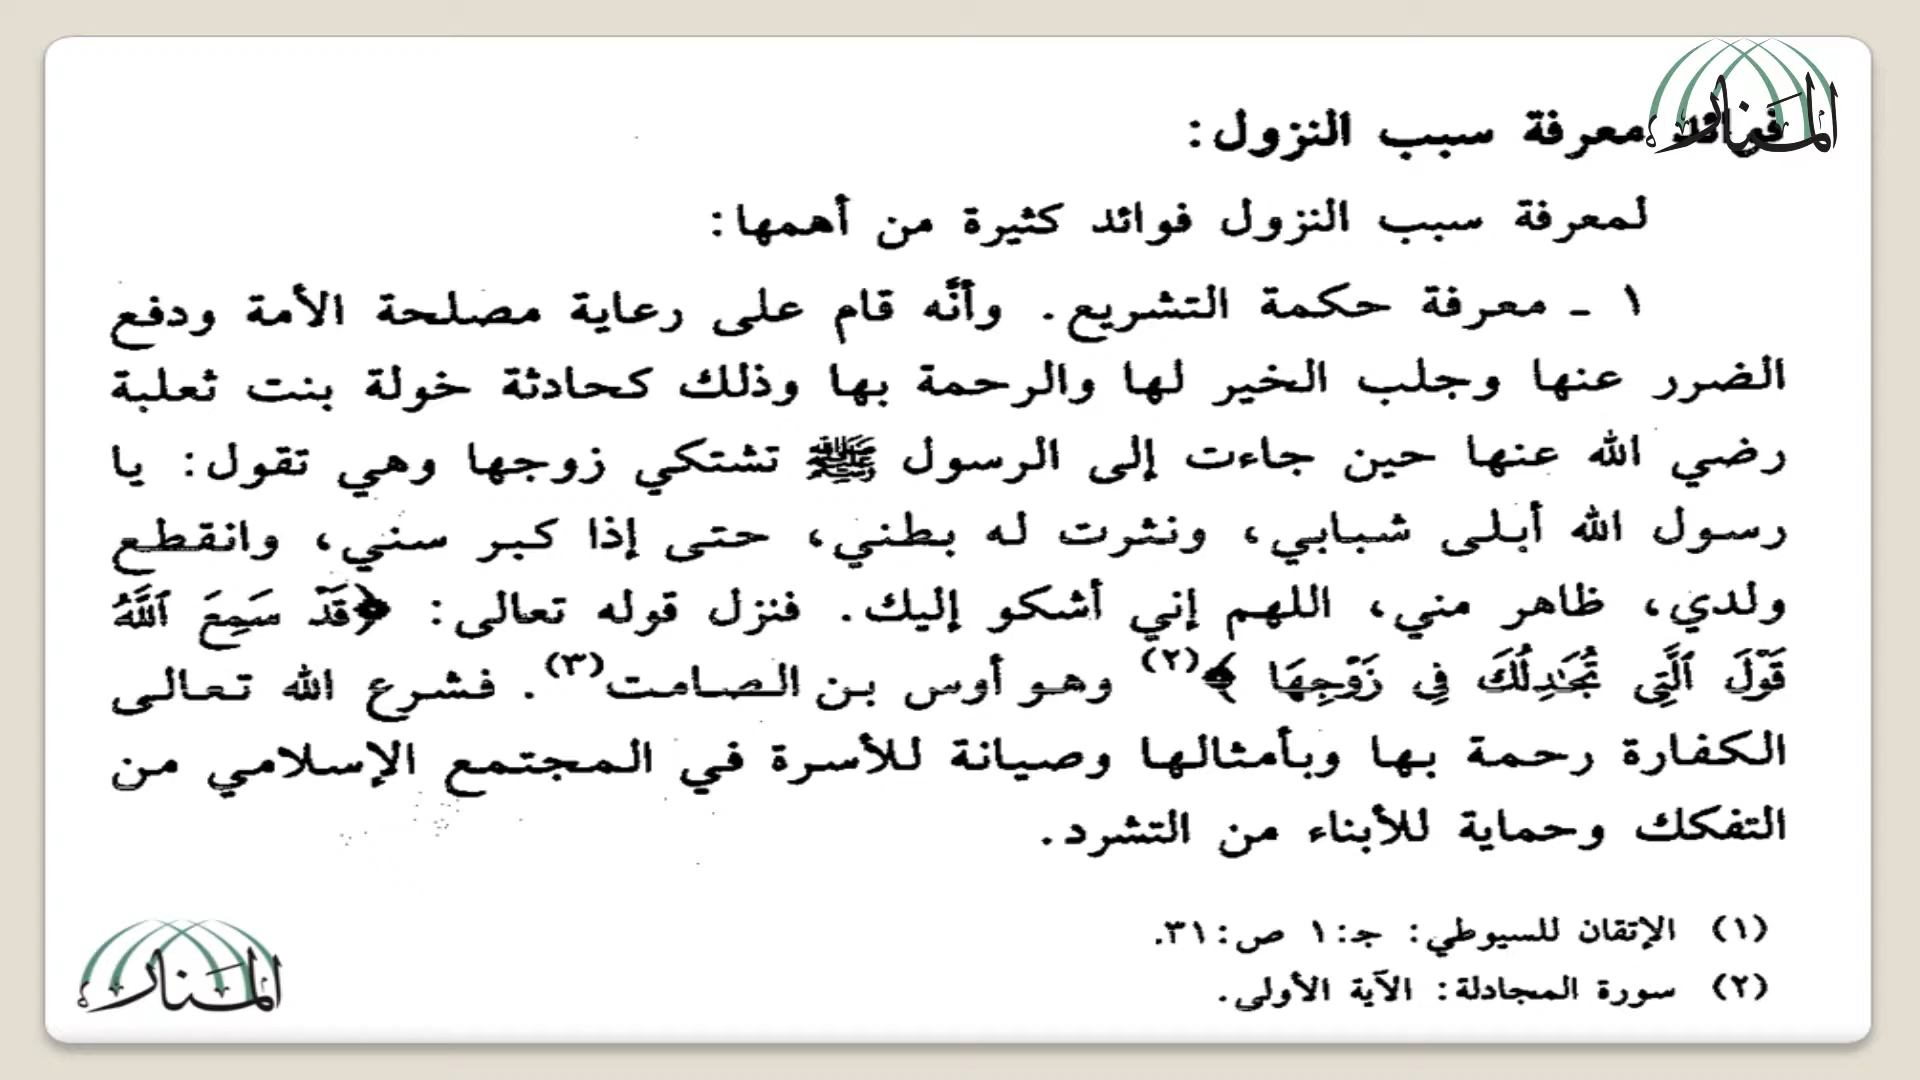 فوائد معرفة سبب النزول:
لمعرفة سبب النزول فوائد كثيرة من أهمها:
١ ـ معرفة حكمة التشريع. وأنَّه قام على رعاية مصلحة الأمة ودفع
الضرر عنها وجلب الخير لها والرحمة بها وذلك كحادثة خولة بنت ثعلبة
رضي الله عنها حين جاءت إلى الرسول ﷺ تشتكي زوجها وهي تقول: يا
رسول الله أبلى شبابي، ونثرت له بطني، حتى إذا كبر سني، وانقطع
ولدي، ظاهر مني، اللهم إني أشكو إليك. فنزل قوله تعالى: ﴿قَدْ سَمِعَ ٱللَّهُ
قَوْلَ ٱلَّتِى تُجَٰدِلُكَ فِى زَوْجِهَا﴾(٢) وهو أوس بن الصامت(٣). فشرع الله تعالى
الكفارة رحمة بها وبأمثالها وصيانة للأسرة في المجتمع الإسلامي من
التفكك وحماية للأبناء من التشرد.
(١) الإتقان للسيوطي: جـ:١ ص:٣١.
(٢) سورة المجادلة: الآية الأولى.
المنار
المنار